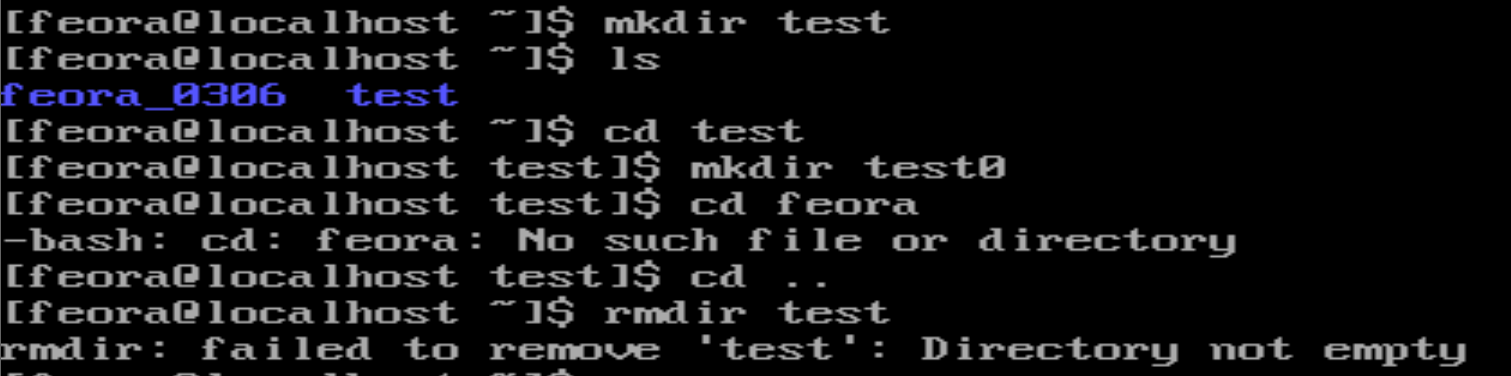 [feora@localhost ~]$ mkdir test
[feora@localhost ~]$ ls
feora_0306  test
[feora@localhost ~]$ cd test
[feora@localhost test]$ mkdir test0
[feora@localhost test]$ cd feora
-bash: cd: feora: No such file or directory
[feora@localhost test]$ cd ..
[feora@localhost ~]$ rmdir test
rmdir: failed to remove 'test': Directory not empty